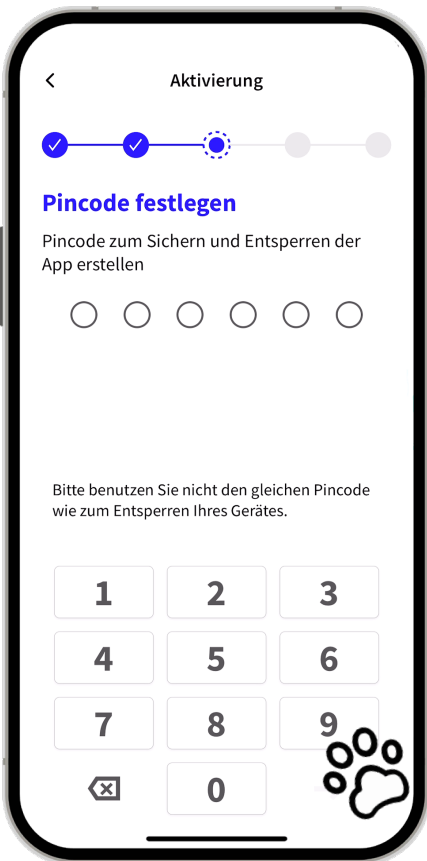 Aktivierung
Pincode festlegen
Pincode zum Sichern und Entsperren der
App erstellen
Bitte benutzen Sie nicht den gleichen Pincode
wie zum Entsperren Ihres Gerätes.
1 2 3
4 5 6
7 8 9
0